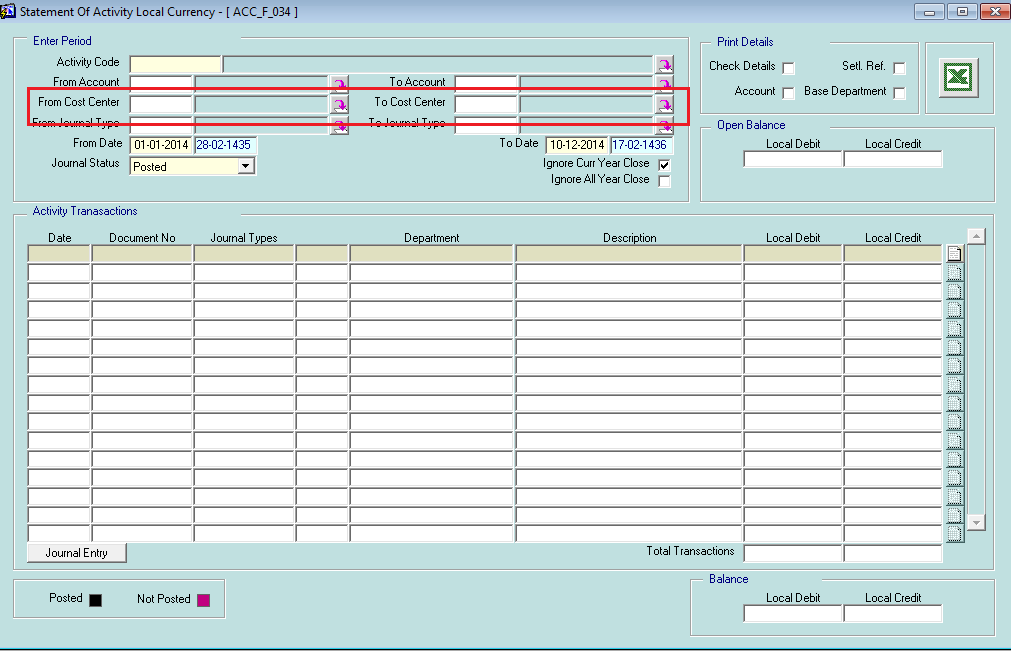 Statement Of Activity Local Currency - [ ACC_F_034 ]
Enter Period
Activity Code
From Account To Account
From Cost Center To Cost Center
From Journal Type To Journal Type
From Date 01-01-2014 28-02-1435 To Date 10-12-2014 17-02-1436
Journal Status Posted Ignore Curr Year Close
Ignore All Year Close
Print Details
Check Details Setl. Ref.
Account Base Department
Open Balance
Local Debit Local Credit
Activity Tranasactions
Date Document No Journal Types Department Description Local Debit Local Credit
Journal Entry Total Transactions
Posted Not Posted
Balance
Local Debit Local Credit